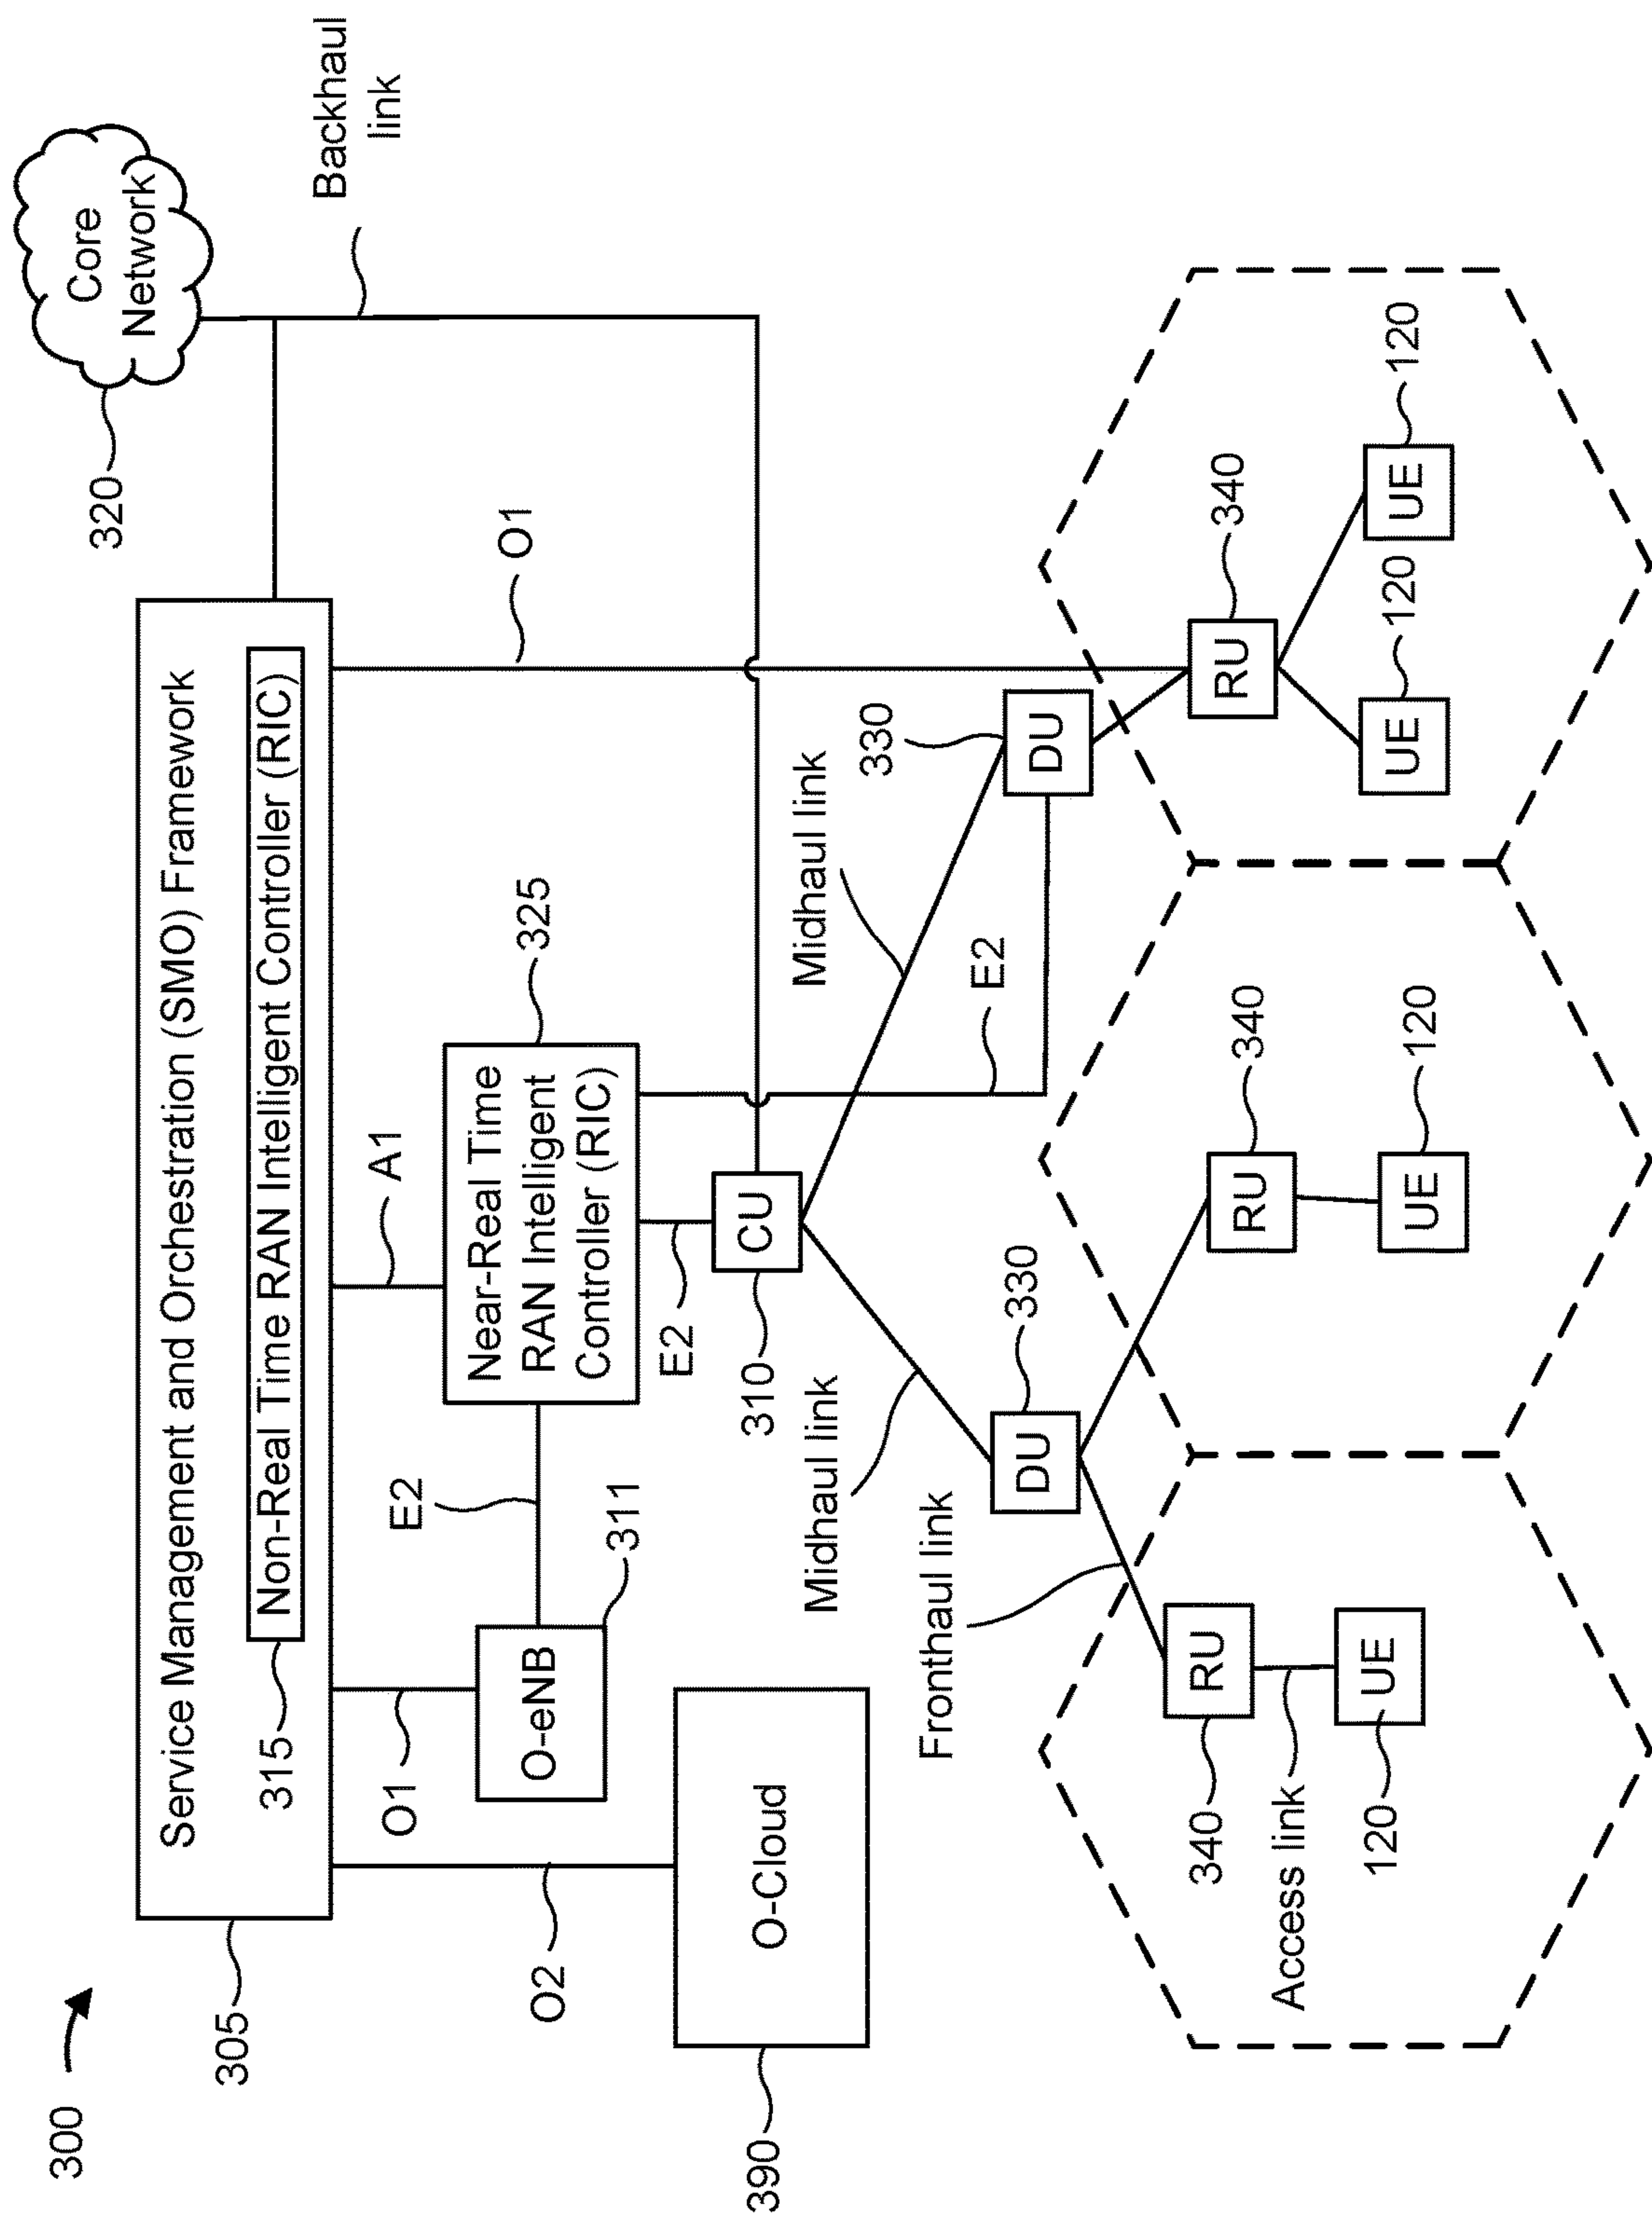 300
305
Service Management and Orchestration (SMO) Framework
315
Non-Real Time RAN Intelligent Controller (RIC)
320
Core
Network
Backhaul
link
O2
O1
E2
A1
O1
390
O-Cloud
O-eNB
311
Near-Real Time
RAN Intelligent
Controller (RIC)
325
E2
310
CU
Midhaul link
Midhaul link
E2
330
DU
330
DU
Fronthaul link
340
RU
Access link
120
UE
RU
340
UE
120
RU
340
UE
120
UE
120